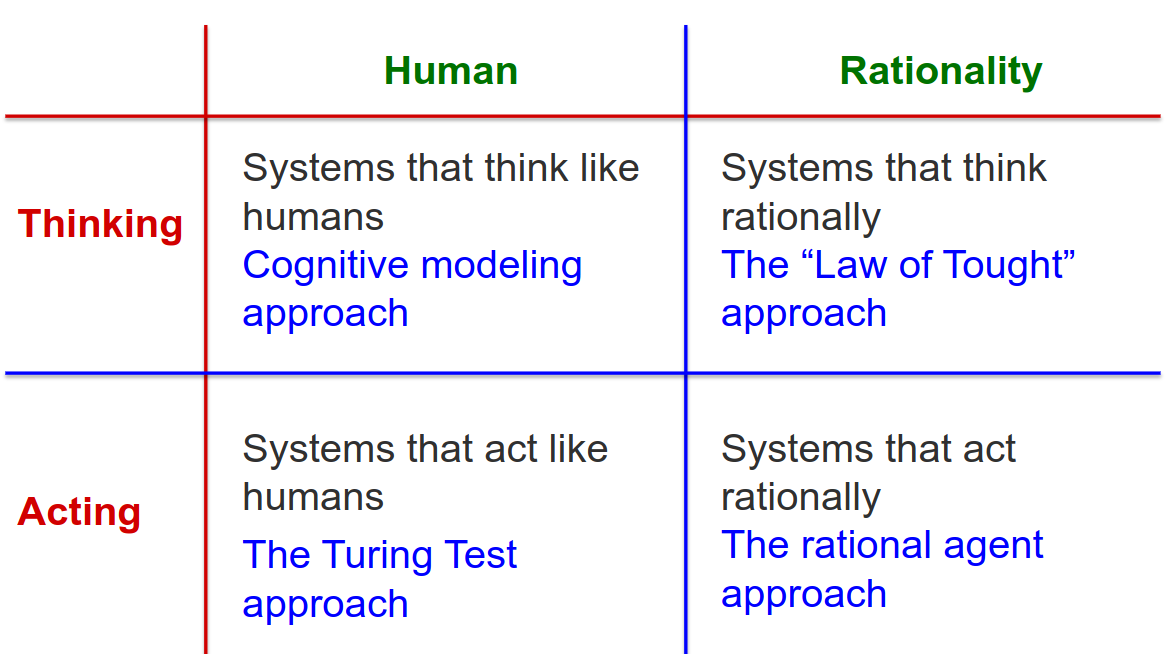 Human
Rationality
Thinking
Systems that think like
humans
Cognitive modeling
approach
Systems that think
rationally
The “Law of Tought”
approach
Acting
Systems that act like
humans
The Turing Test
approach
Systems that act
rationally
The rational agent
approach